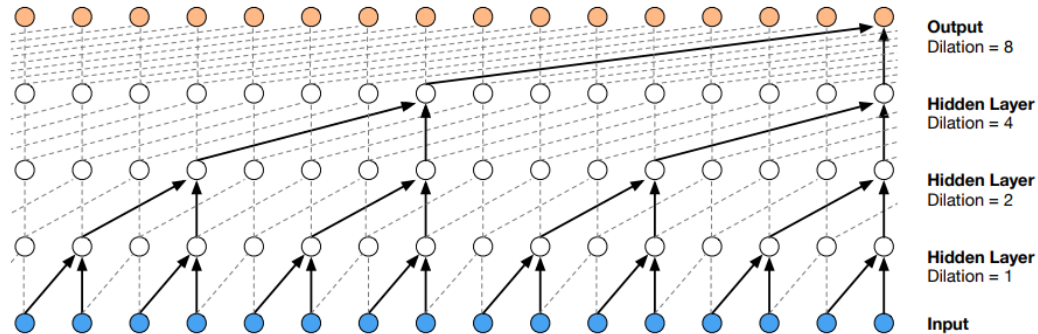 Output
Dilation = 8
Hidden Layer
Dilation = 4
Hidden Layer
Dilation = 2
Hidden Layer
Dilation = 1
Input